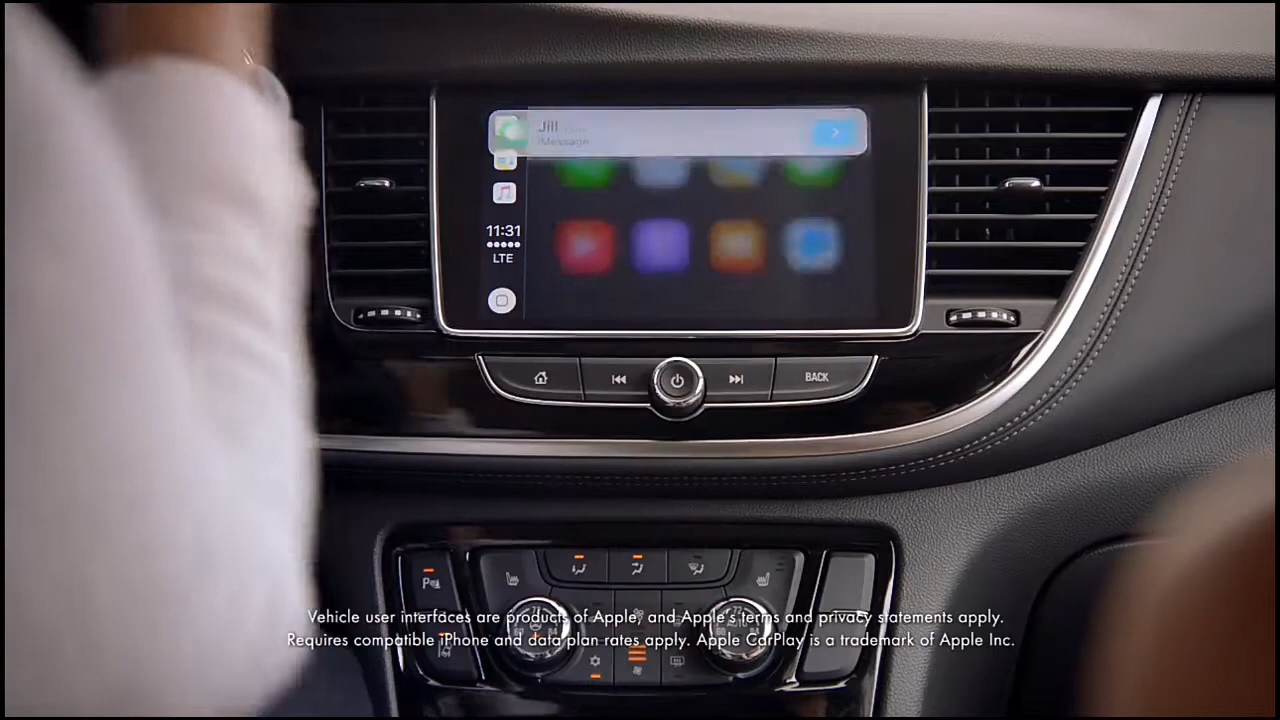 Jill now
iMessage
11:31
LTE
BACK
Vehicle user interfaces are products of Apple, and Apple's terms and privacy statements apply.
Requires compatible iPhone and data plan rates apply. Apple CarPlay is a trademark of Apple Inc.